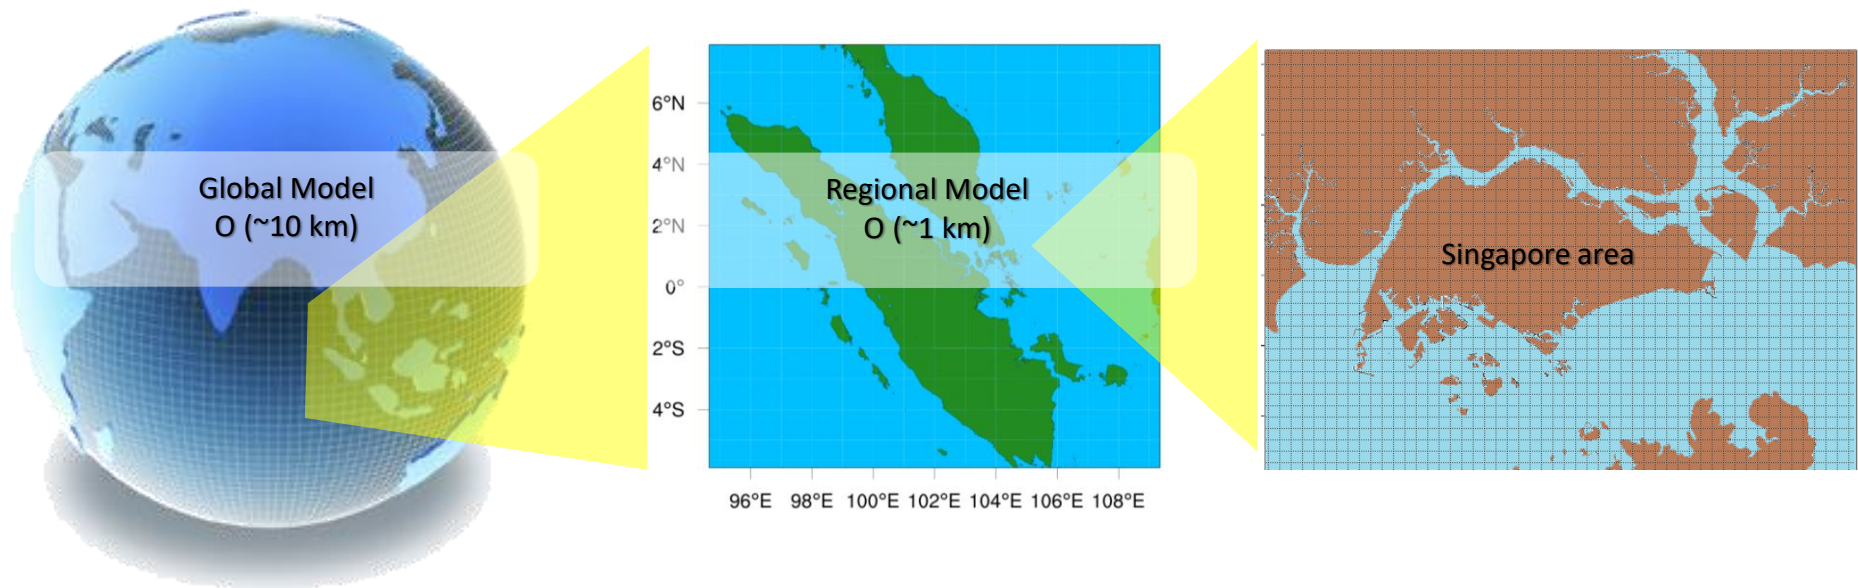 Global Model
O (~10 km)
6°N
4°N
2°N
0°
2°S
4°S
96°E 98°E 100°E 102°E 104°E 106°E 108°E
Regional Model
O (~1 km)
Singapore area